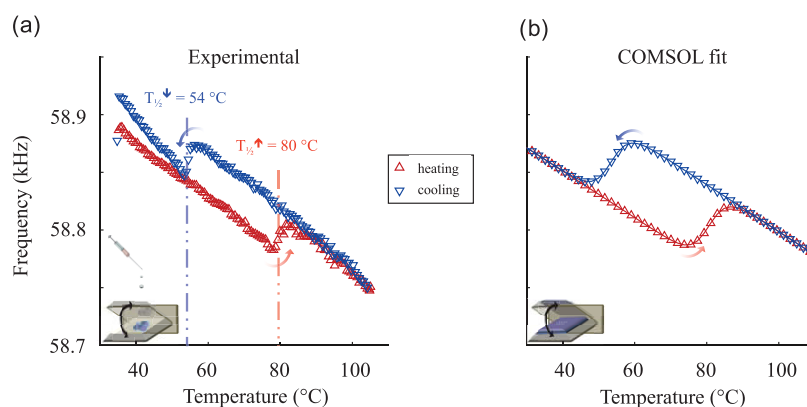 (a)
Experimental
T½⬇ = 54 °C
T½⬆ = 80 °C
58.9
58.8
58.7
Frequency (kHz)
40
60
80
100
Temperature (°C)
heating
cooling
(b)
COMSOL fit
40
60
80
100
Temperature (°C)